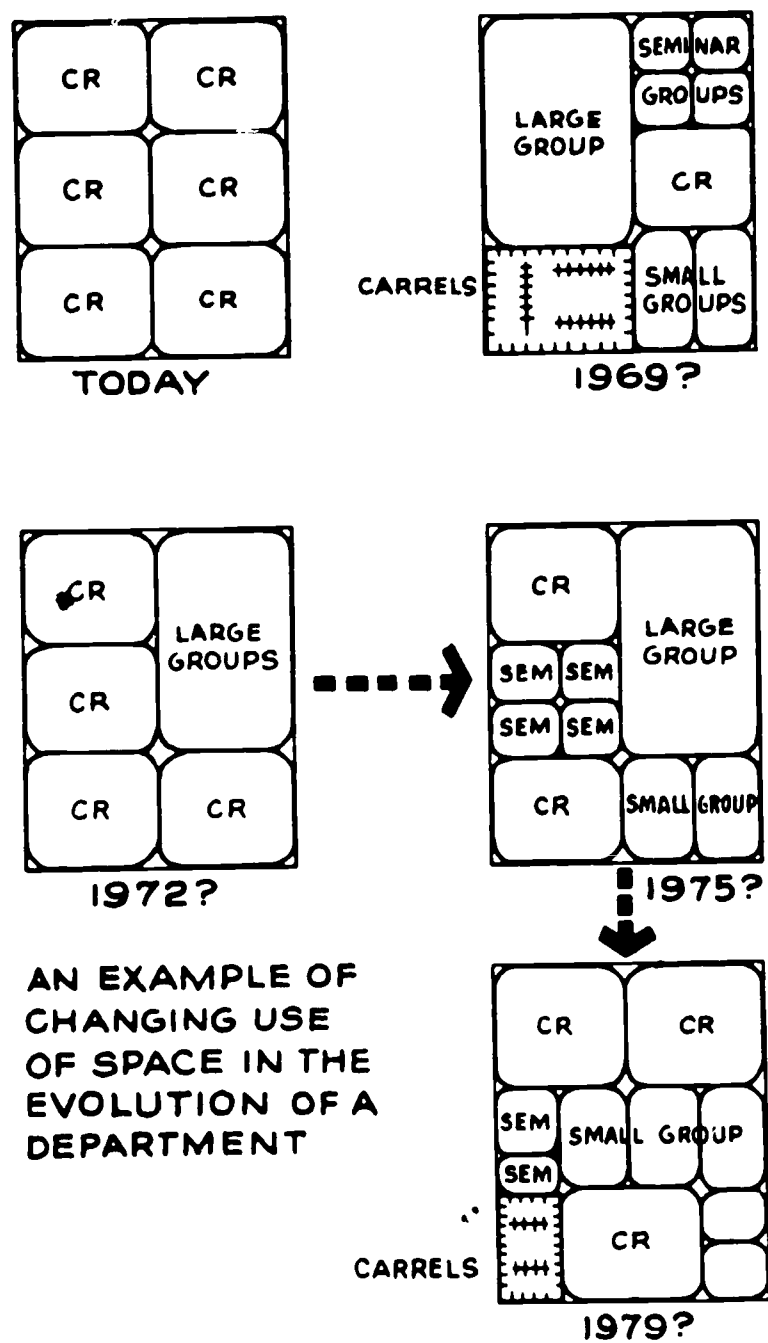 CR CR
CR CR
CR CR
TODAY
LARGE
GROUP
SEMINAR
GROUPS
CR
CARRELS
SMALL
GROUPS
1969?
CR
LARGE
GROUPS
CR
CR CR
1972?
CR
LARGE
GROUP
SEM SEM
SEM SEM
CR
SMALL GROUP
1975?
AN EXAMPLE OF
CHANGING USE
OF SPACE IN THE
EVOLUTION OF A
DEPARTMENT
CR CR
SEM
SMALL GROUP
SEM
CR
CARRELS
1979?